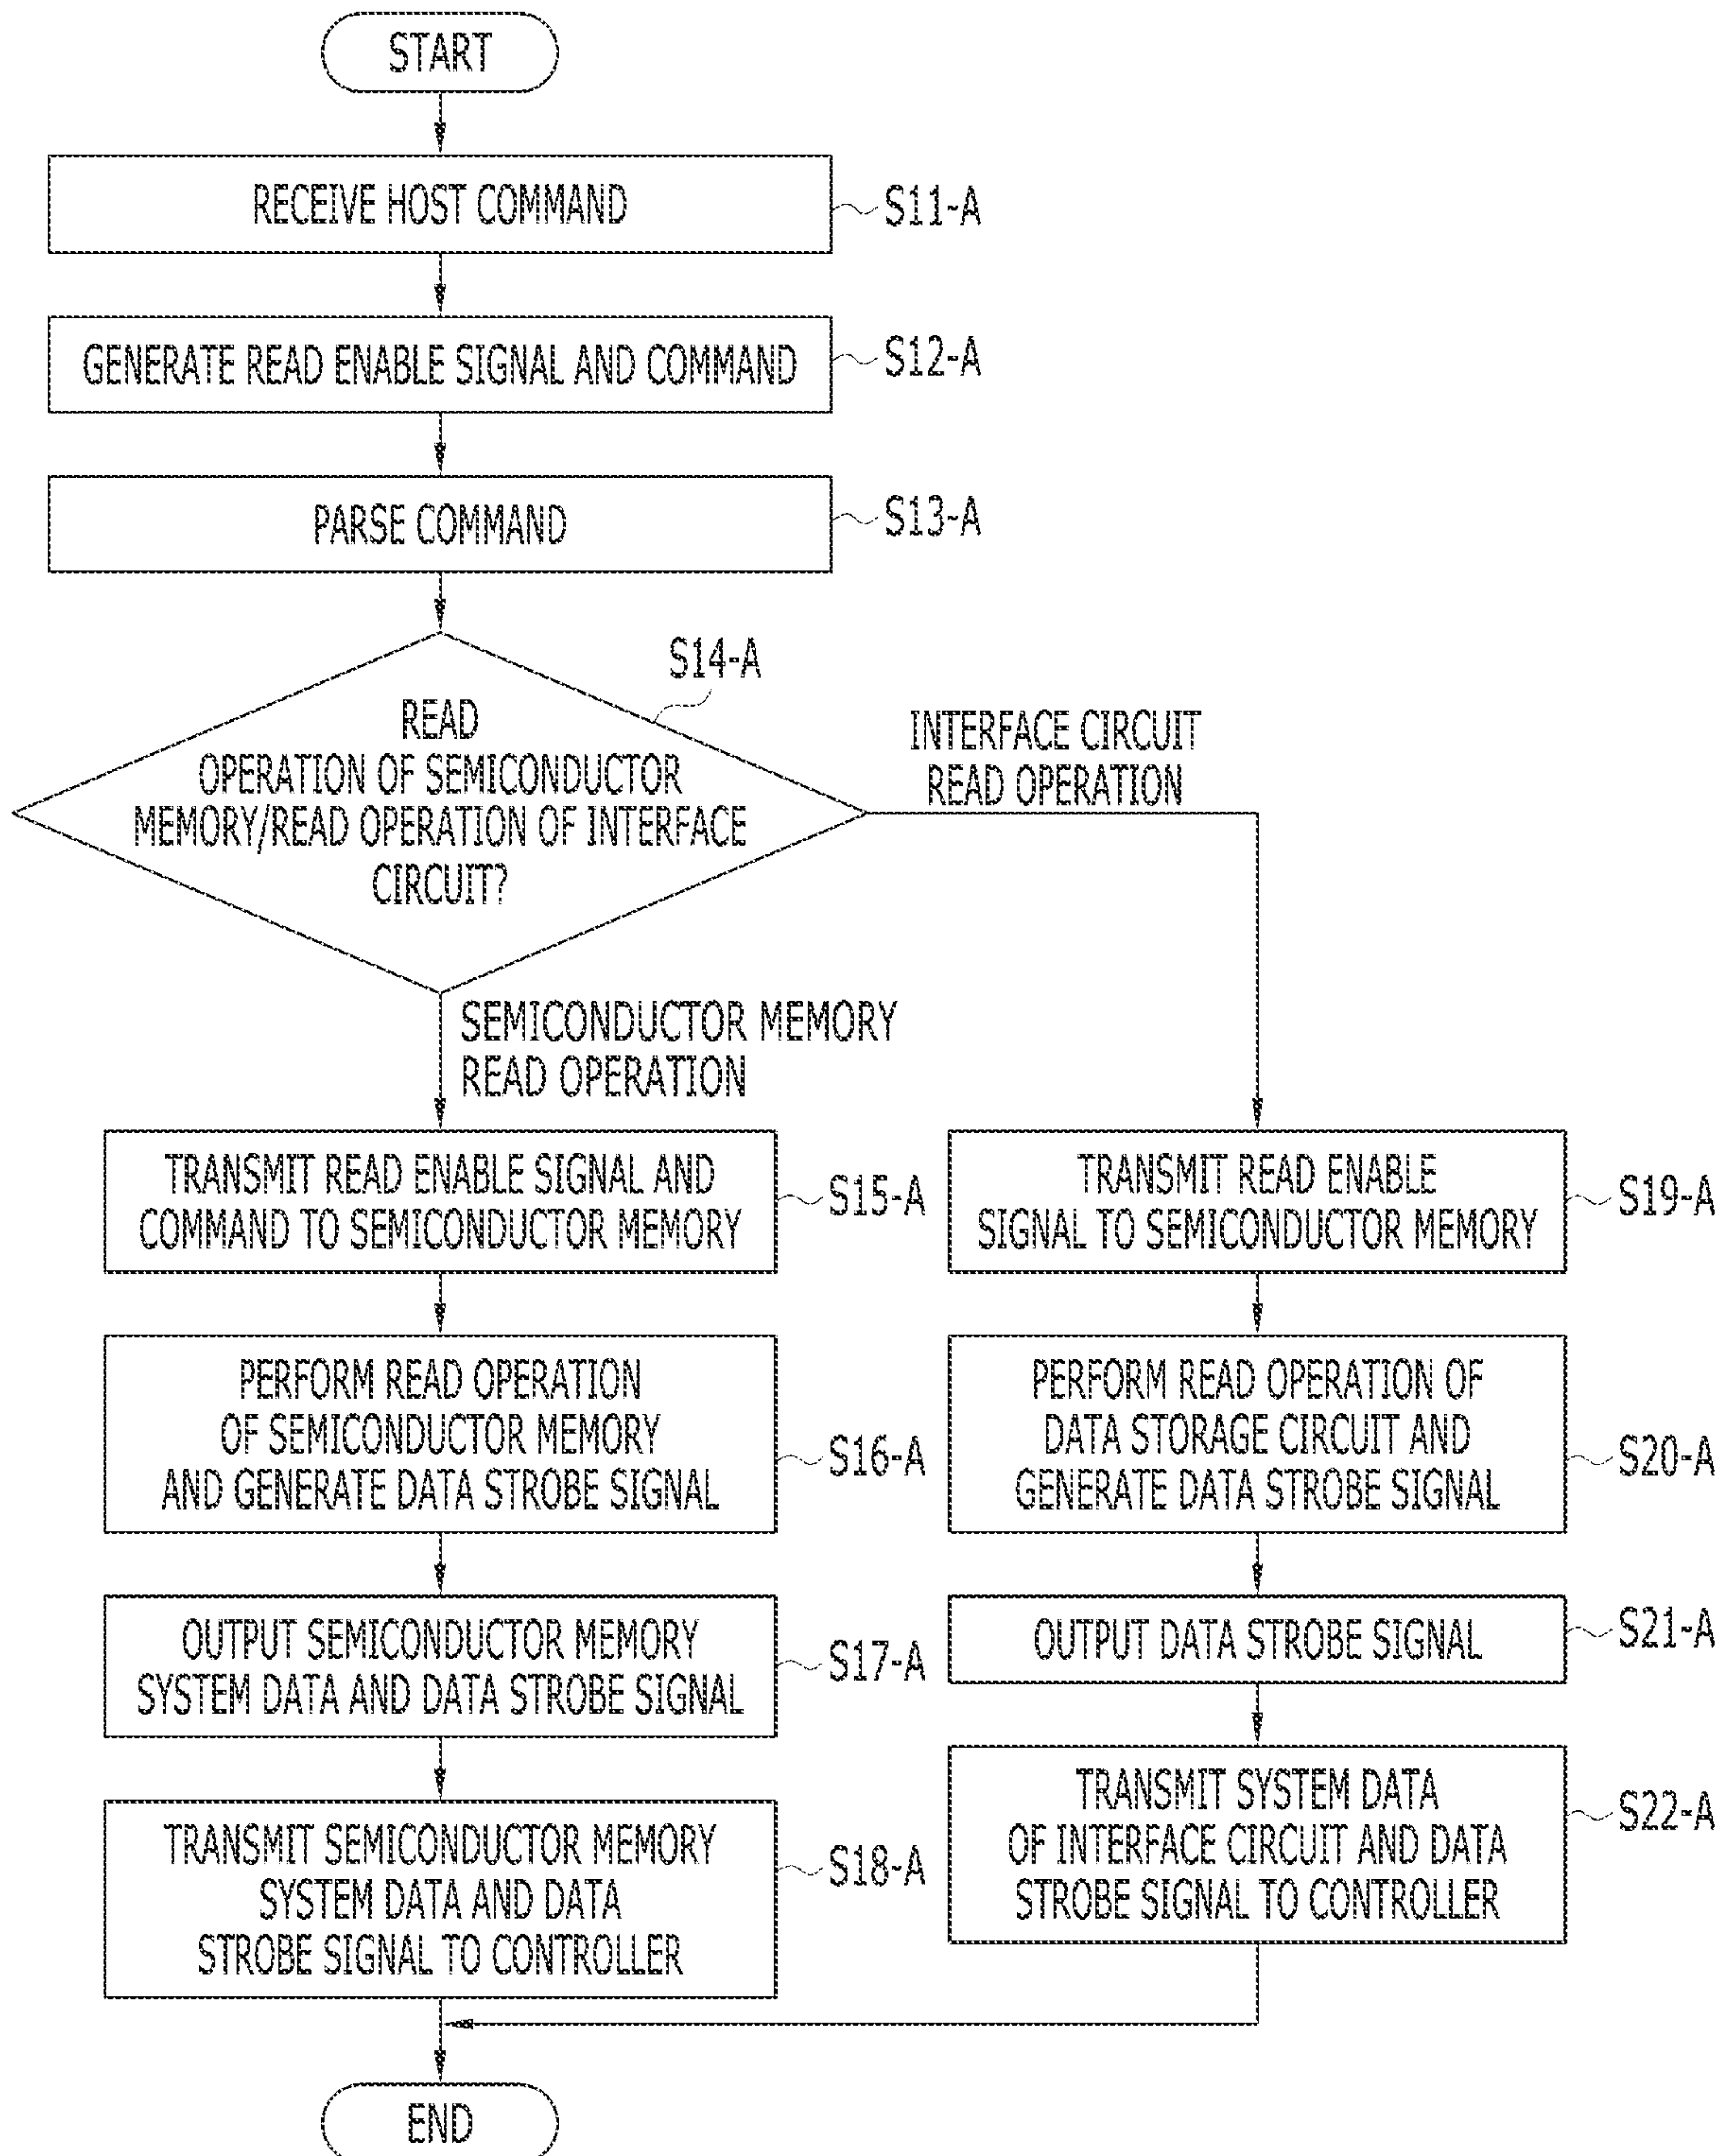 START
RECEIVE HOST COMMAND
S11-A
GENERATE READ ENABLE SIGNAL AND COMMAND
S12-A
PARSE COMMAND
S13-A
S14-A
READ
OPERATION OF SEMICONDUCTOR
MEMORY/READ OPERATION OF INTERFACE
CIRCUIT?
INTERFACE CIRCUIT
READ OPERATION
SEMICONDUCTOR MEMORY
READ OPERATION
TRANSMIT READ ENABLE SIGNAL AND
COMMAND TO SEMICONDUCTOR MEMORY
S15-A
PERFORM READ OPERATION
OF SEMICONDUCTOR MEMORY
AND GENERATE DATA STROBE SIGNAL
S16-A
OUTPUT SEMICONDUCTOR MEMORY
SYSTEM DATA AND DATA STROBE SIGNAL
S17-A
TRANSMIT SEMICONDUCTOR MEMORY
SYSTEM DATA AND DATA
STROBE SIGNAL TO CONTROLLER
S18-A
TRANSMIT READ ENABLE
SIGNAL TO SEMICONDUCTOR MEMORY
S19-A
PERFORM READ OPERATION OF
DATA STORAGE CIRCUIT AND
GENERATE DATA STROBE SIGNAL
S20-A
OUTPUT DATA STROBE SIGNAL
S21-A
TRANSMIT SYSTEM DATA
OF INTERFACE CIRCUIT AND DATA
STROBE SIGNAL TO CONTROLLER
S22-A
END